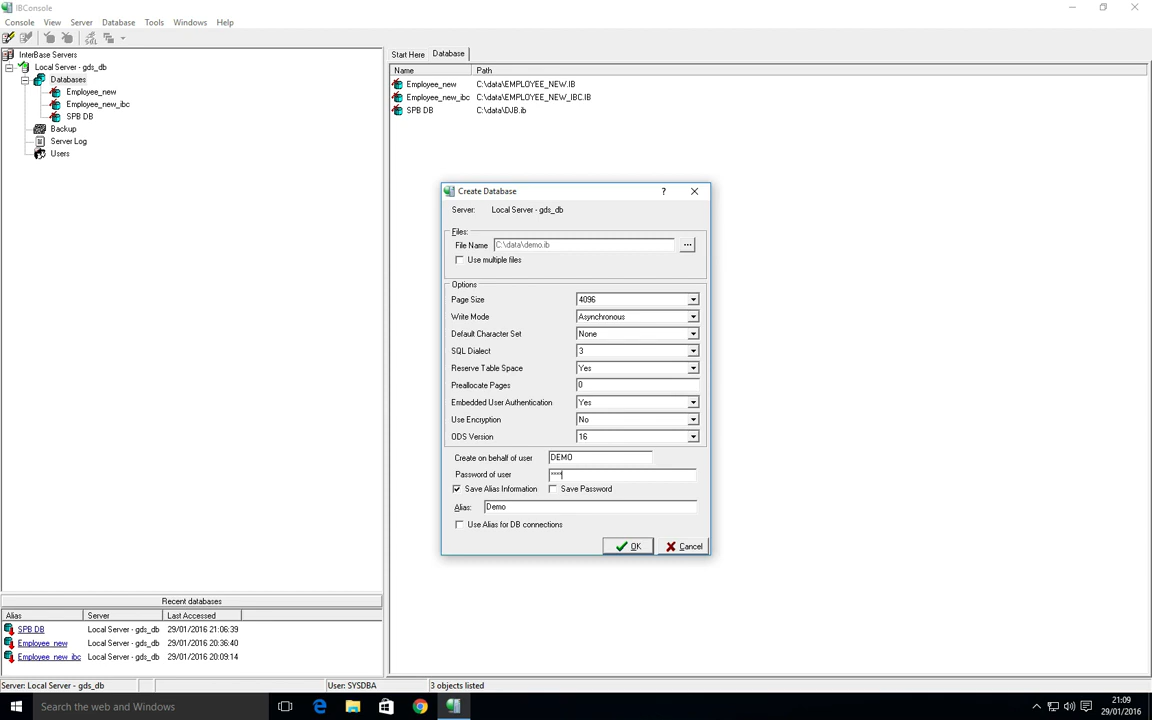 IBConsole
Console View Server Database Tools Windows Help
InterBase Servers
Local Server - gds_db
Databases
Employee_new
Employee_new_ibc
SPB DB
Backup
Server Log
Users
Start Here Database
Name Path
Employee_new C:\data\EMPLOYEE_NEW.IB
Employee_new_ibc C:\data\EMPLOYEE_NEW_IBC.IB
SPB DB C:\data\DJB.ib
Create Database ?
Server: Local Server - gds_db
Files:
File Name C:\data\demo.ib ...
Use multiple files
Options
Page Size 4096
Write Mode Asynchronous
Default Character Set None
SQL Dialect 3
Reserve Table Space Yes
Preallocate Pages 0
Embedded User Authentication Yes
Use Encryption No
ODS Version 16
Create on behalf of user DEMO
Password of user ****
Save Alias Information Save Password
Alias: Demo
Use Alias for DB connections
OK Cancel
Recent databases
Alias Server Last Accessed
SPB DB Local Server - gds_db 29/01/2016 21:06:39
Employee_new Local Server - gds_db 29/01/2016 20:36:40
Employee_new_ibc Local Server - gds_db 29/01/2016 20:09:14
Server: Local Server - gds_db User: SYSDBA 3 objects listed
Search the web and Windows
21:09
29/01/2016